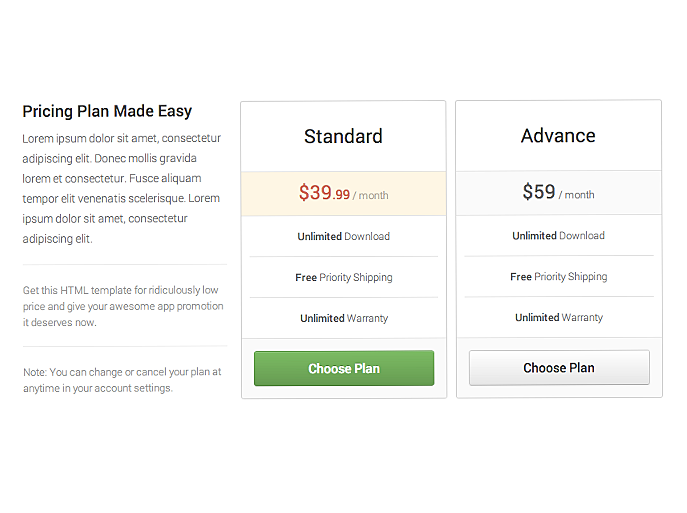 Pricing Plan Made Easy
Lorem ipsum dolor sit amet, consectetur
adipiscing elit. Donec mollis gravida
lorem et consectetur. Fusce aliquam
tempor elit venenatis scelerisque. Lorem
ipsum dolor sit amet, consectetur
adipiscing elit.
Get this HTML template for ridiculously low
price and give your awesome app promotion
it deserves now.
Note: You can change or cancel your plan at
anytime in your account settings.
Standard
$39.99 / month
Unlimited Download
Free Priority Shipping
Unlimited Warranty
Choose Plan
Advance
$59 / month
Unlimited Download
Free Priority Shipping
Unlimited Warranty
Choose Plan